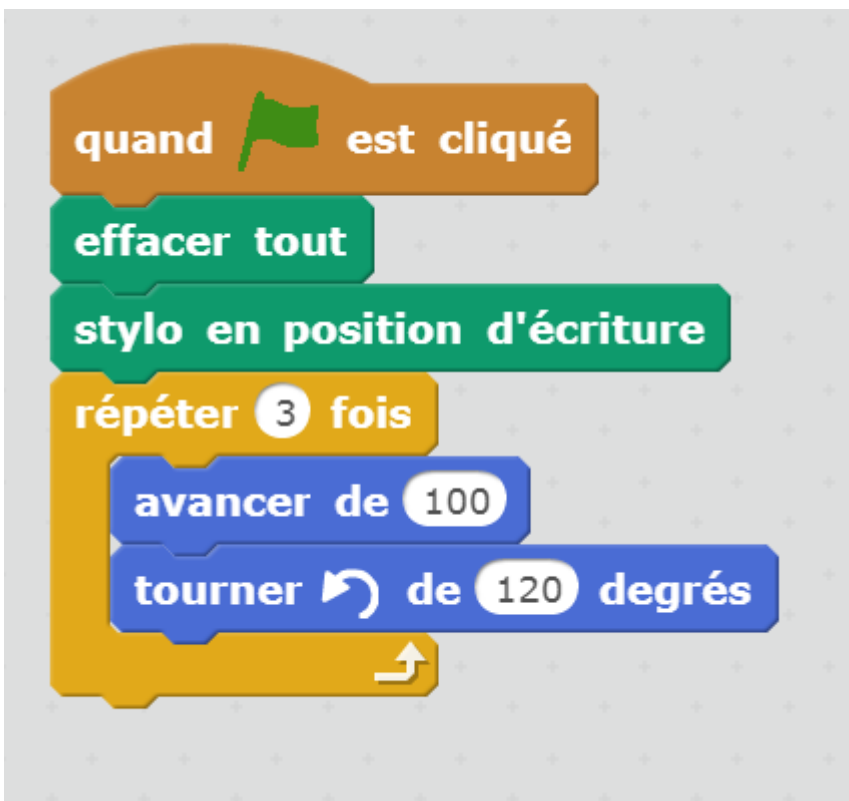 quand est cliqué
effacer tout
stylo en position d'écriture
répéter 3 fois
avancer de 100
tourner de 120 degrés